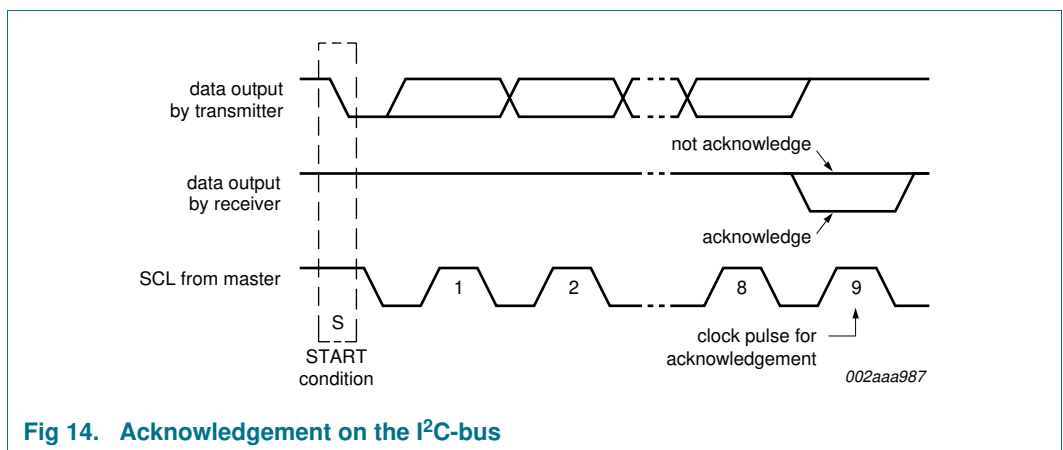 data output
by transmitter
not acknowledge
data output
by receiver
acknowledge
SCL from master
1
2
8
9
S
START
condition
clock pulse for
acknowledgement
002aaa987
Fig 14. Acknowledgement on the I²C-bus